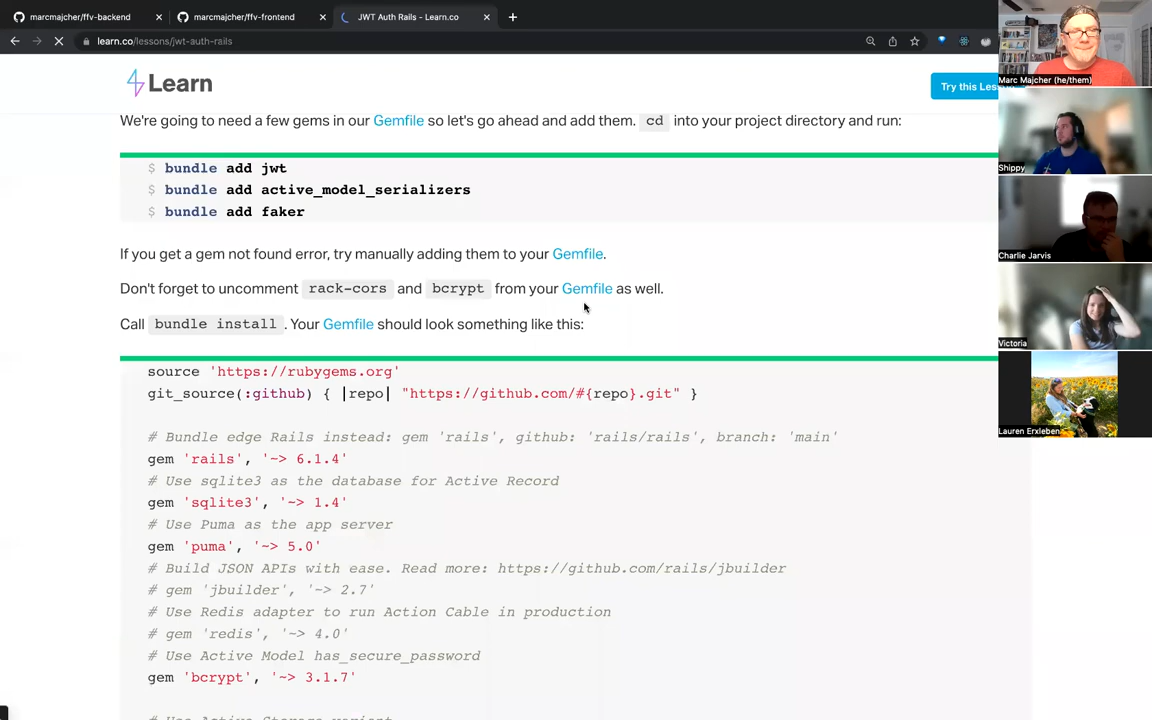 marcmajcher/ffv-backend
marcmajcher/ffv-frontend
JWT Auth Rails - Learn.co
learn.co/lessons/jwt-auth-rails
Learn
Try this Les
We're going to need a few gems in our Gemfile so let's go ahead and add them. cd into your project directory and run:
$ bundle add jwt
$ bundle add active_model_serializers
$ bundle add faker
If you get a gem not found error, try manually adding them to your Gemfile.
Don't forget to uncomment rack-cors and bcrypt from your Gemfile as well.
Call bundle install. Your Gemfile should look something like this:
source 'https://rubygems.org'
git_source(:github) { |repo| "https://github.com/#{repo}.git" }
# Bundle edge Rails instead: gem 'rails', github: 'rails/rails', branch: 'main'
gem 'rails', '~> 6.1.4'
# Use sqlite3 as the database for Active Record
gem 'sqlite3', '~> 1.4'
# Use Puma as the app server
gem 'puma', '~> 5.0'
# Build JSON APIs with ease. Read more: https://github.com/rails/jbuilder
# gem 'jbuilder', '~> 2.7'
# Use Redis adapter to run Action Cable in production
# gem 'redis', '~> 4.0'
# Use Active Model has_secure_password
gem 'bcrypt', '~> 3.1.7'
# Use Active Storage variant
Marc Majcher (he/them)
Shippy
Charlie Jarvis
Victoria
Lauren Erxleben